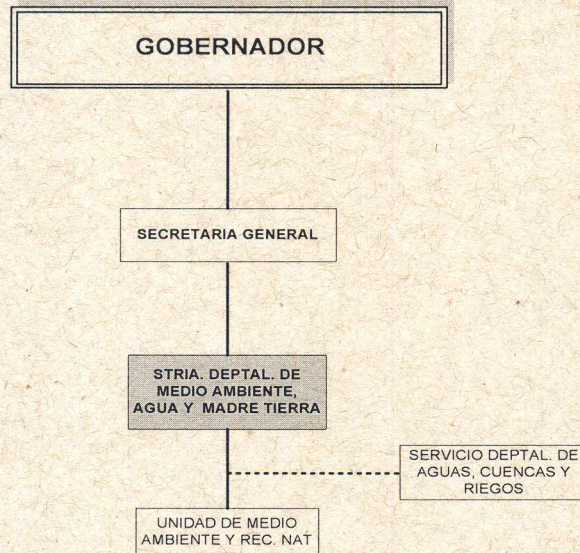 GOBERNADOR
SECRETARIA GENERAL
STRIA. DEPTAL. DE
MEDIO AMBIENTE,
AGUA Y MADRE TIERRA
SERVICIO DEPTAL. DE
AGUAS, CUENCAS Y
RIEGOS
UNIDAD DE MEDIO
AMBIENTE Y REC. NAT